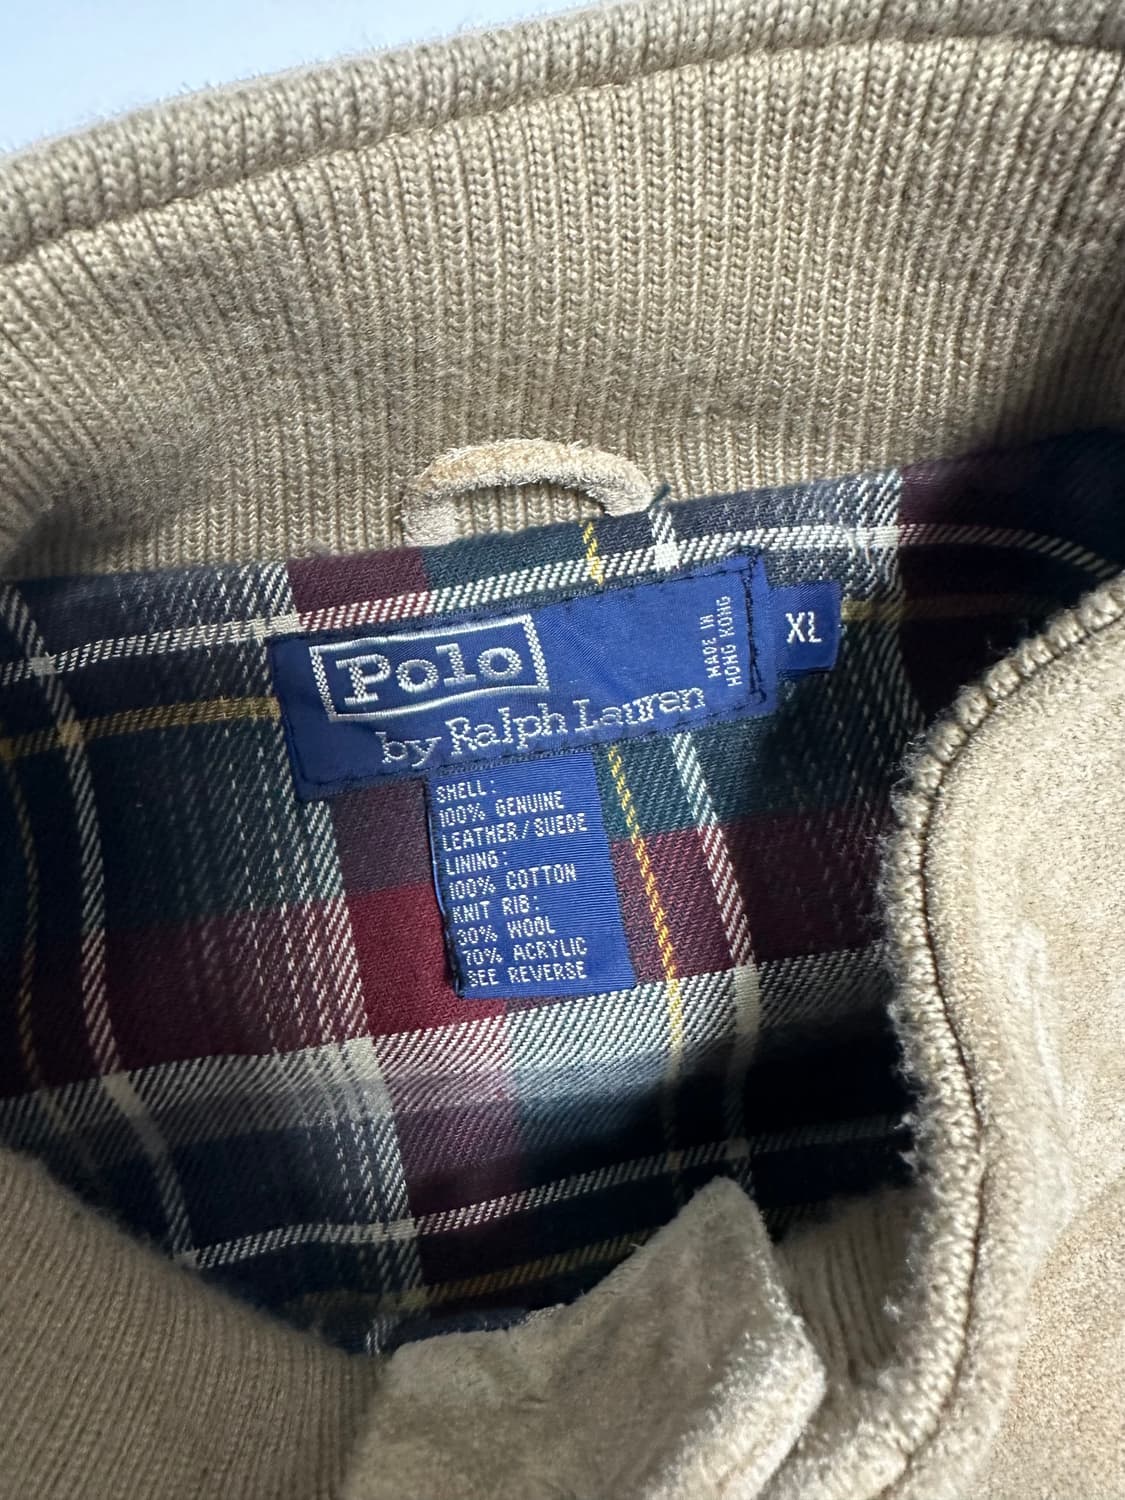 Polo
by Ralph Lauren
MADE IN
HONG KONG
XL
SHELL:
100% GENUINE
LEATHER/SUEDE
LINING:
100% COTTON
KNIT RIB:
30% WOOL
70% ACRYLIC
SEE REVERSE